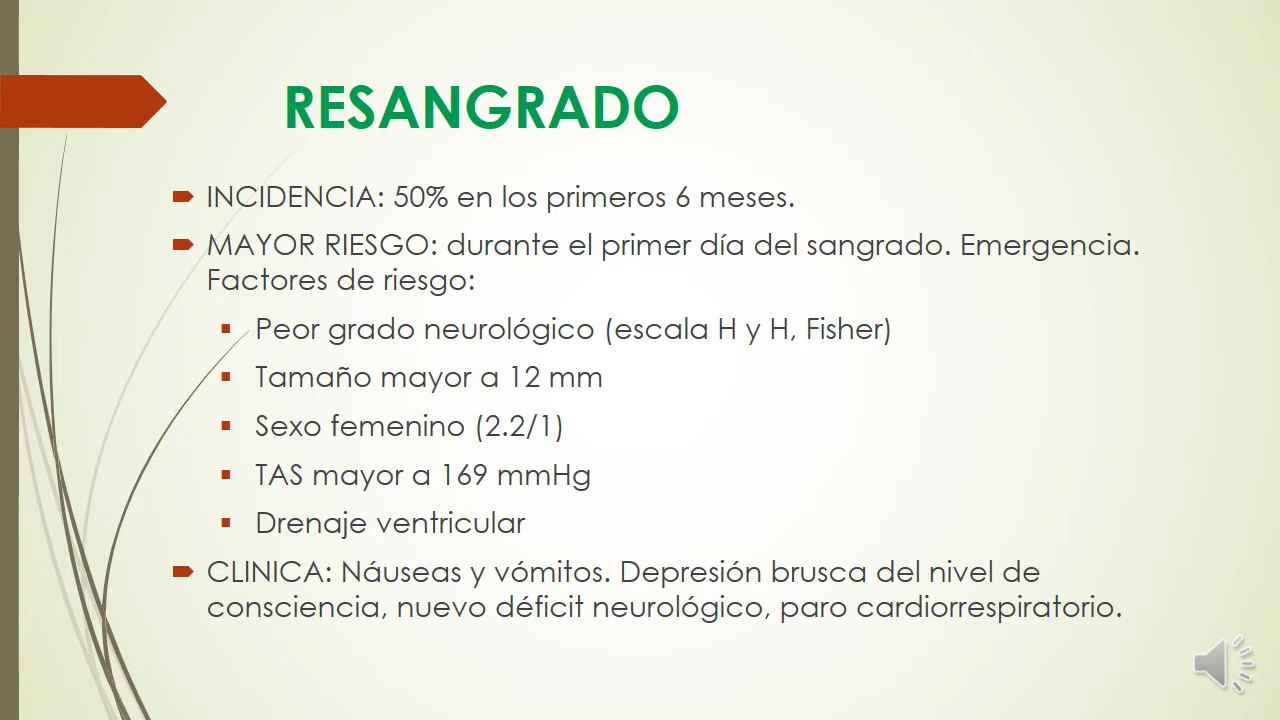 RESANGRADO
INCIDENCIA: 50% en los primeros 6 meses.
MAYOR RIESGO: durante el primer día del sangrado. Emergencia.
Factores de riesgo:
Peor grado neurológico (escala H y H, Fisher)
Tamaño mayor a 12 mm
Sexo femenino (2.2/1)
TAS mayor a 169 mmHg
Drenaje ventricular
CLINICA: Náuseas y vómitos. Depresión brusca del nivel de
consciencia, nuevo déficit neurológico, paro cardiorrespiratorio.